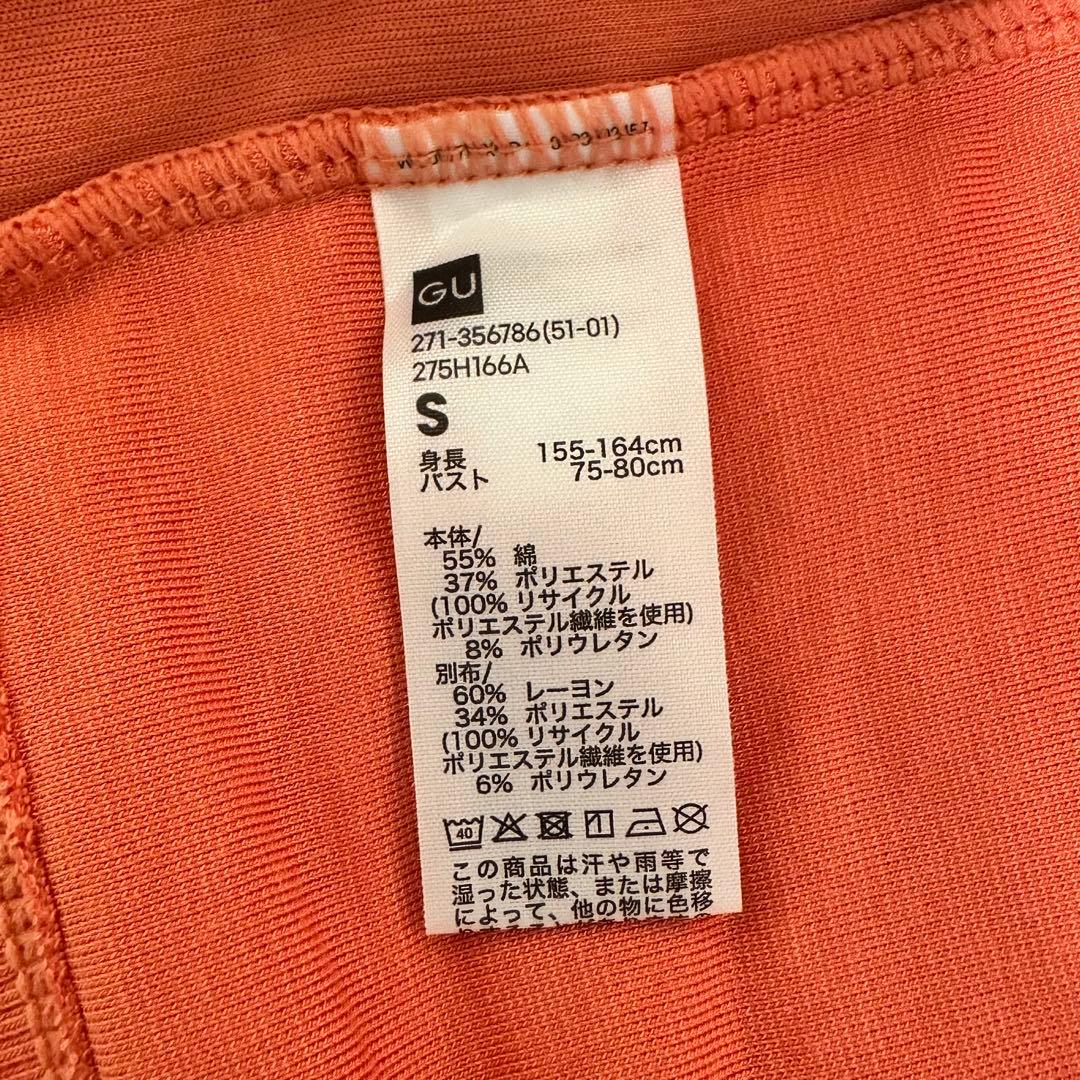 GU
271-356786(51-01)
275H166A
S
身長 155-164cm
バスト 75-80cm
本体/
55% 綿
37% ポリエステル
(100% リサイクル
ポリエステル繊維を使用)
8% ポリウレタン
別布/
60% レーヨン
34% ポリエステル
(100% リサイクル
ポリエステル繊維を使用)
6% ポリウレタン
40
この商品は汗や雨等で
湿った状態、または摩擦
によって、他の物に色移